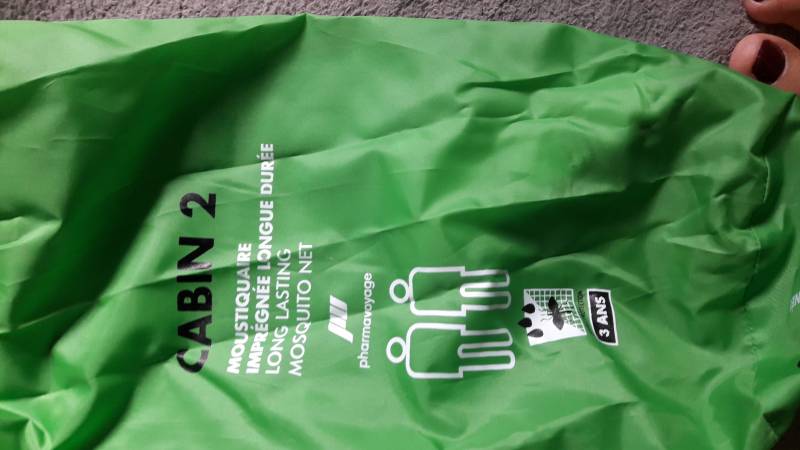 CABIN 2
MOUSTIQUAIRE
IMPRÉGNÉE LONGUE DURÉE
LONG LASTING
MOSQUITO NET
pharmavoyage
3 ANS